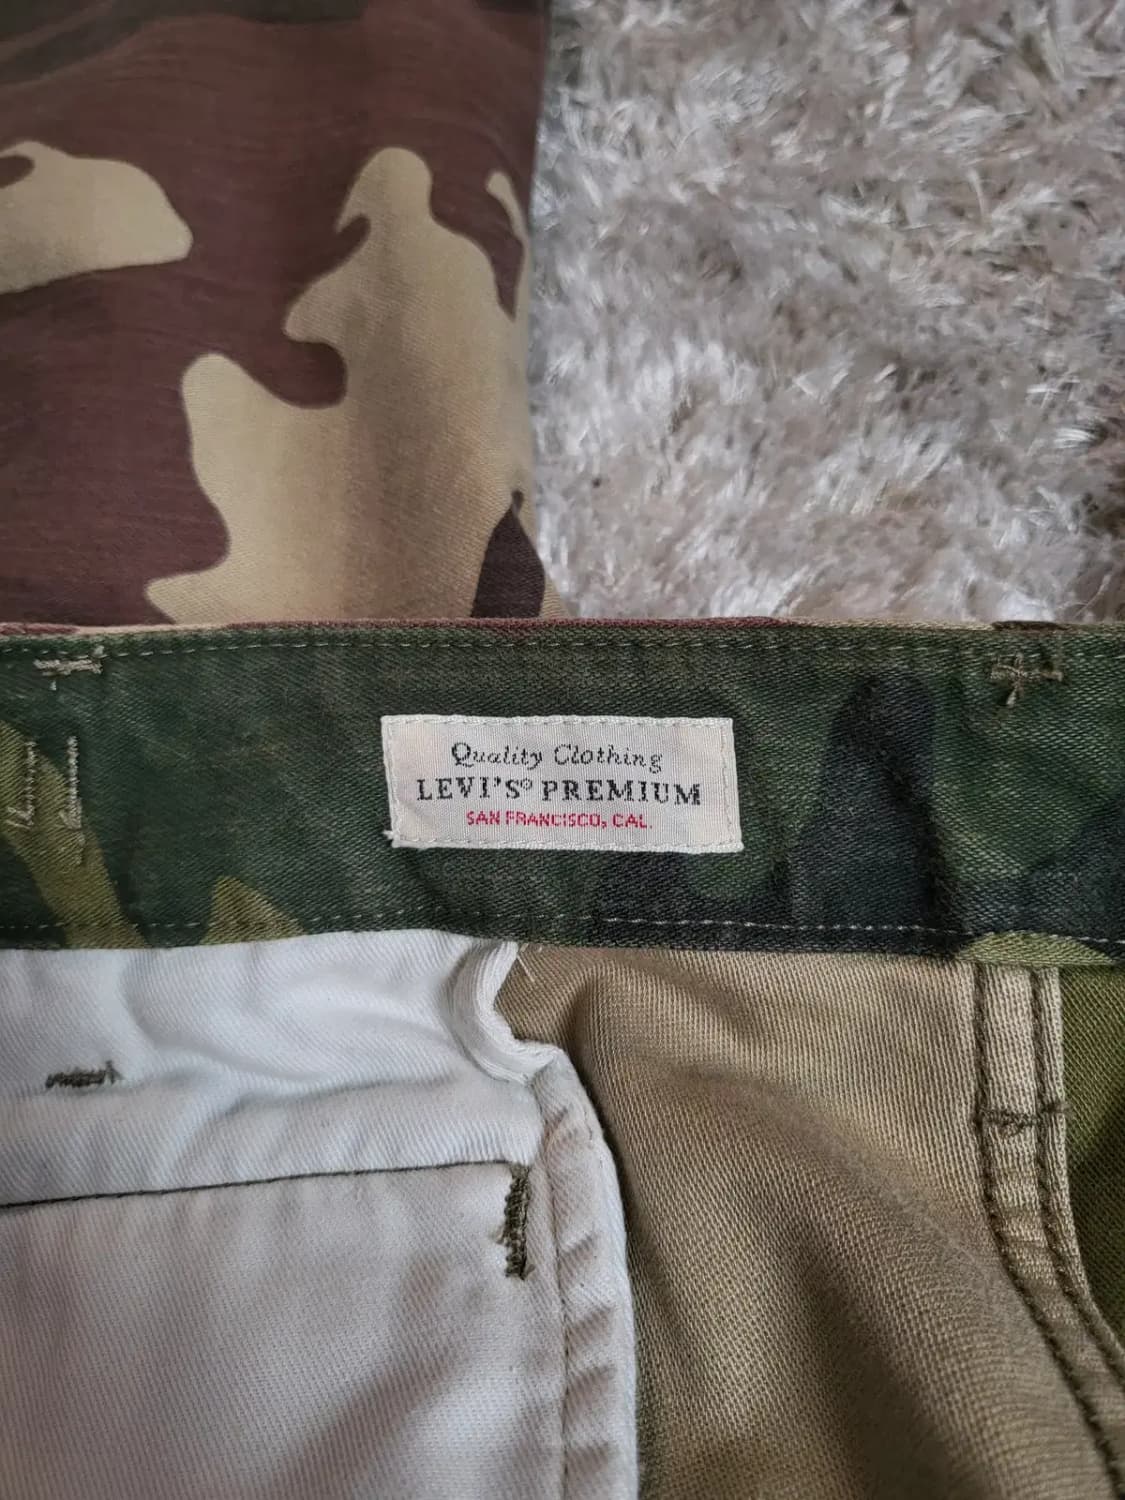 Quality Clothing
LEVI'S® PREMIUM
SAN FRANCISCO, CAL.